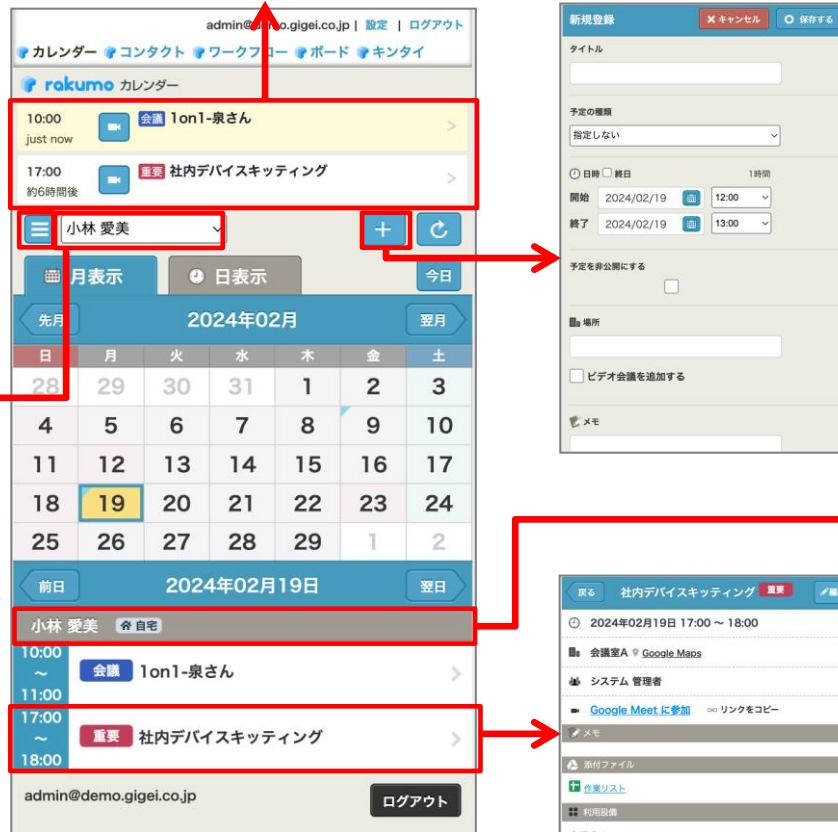 admin@demo.gigei.co.jp | 設定 | ログアウト
カレンダー コンタクト ワークフロー ボード キンタイ
rakumo カレンダー
10:00 会議 1on1-泉さん
just now
17:00 重要 社内デバイスキッティング
約6時間後
小林 愛美
月表示 日表示 今日
先月 2024年02月 翌月
日 月 火 水 木 金 土
28 29 30 31 1 2 3
4 5 6 7 8 9 10
11 12 13 14 15 16 17
18 19 20 21 22 23 24
25 26 27 28 29 1 2
前日 2024年02月19日 翌日
小林 愛美 自宅
10:00
~ 会議 1on1-泉さん
11:00
17:00
~ 重要 社内デバイスキッティング
18:00
admin@demo.gigei.co.jp ログアウト
新規登録 キャンセル 保存する
タイトル
予定の種類
指定しない
日時 終日 1時間
開始 2024/02/19 12:00
終了 2024/02/19 13:00
予定を非公開にする
場所
ビデオ会議を追加する
メモ
戻る 社内デバイスキッティング 重要
2024年02月19日 17:00 ~ 18:00
会議室A Google Maps
システム 管理者
Google Meet に参加 リンクをコピー
メモ
添付ファイル
作業リスト
利用設備